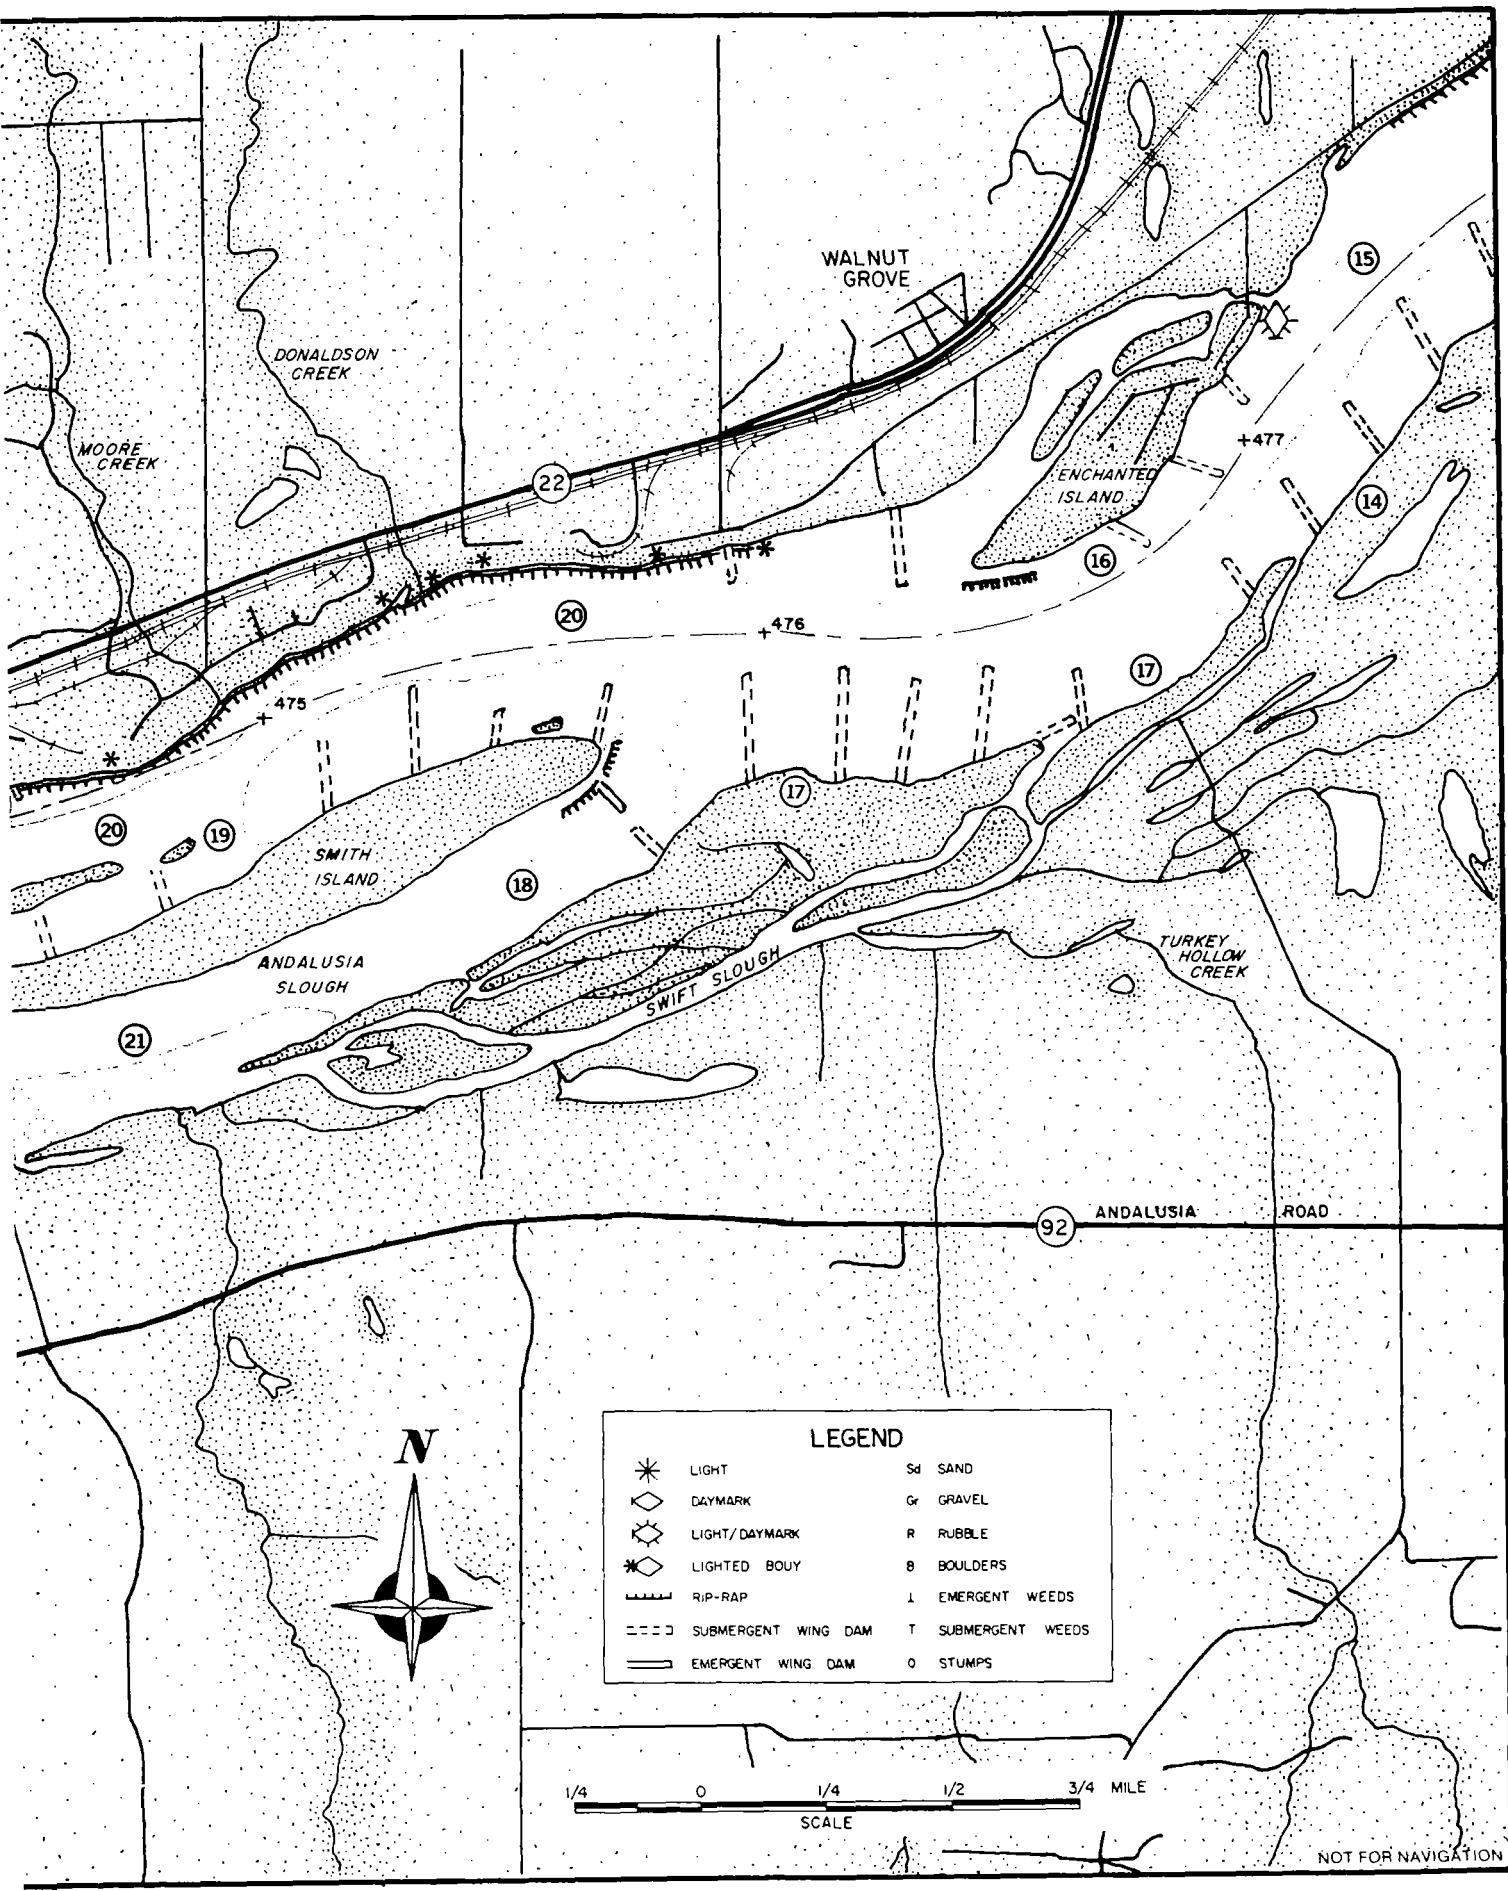 WALNUT
GROVE
15
DONALDSON
CREEK
MOORE
CREEK
477
22
ENCHANTED
ISLAND
14
16
20
476
17
475
17
20
19
SMITH
ISLAND
18
ANDALUSIA
SLOUGH
SWIFT SLOUGH
TURKEY
HOLLOW
CREEK
21
92
ANDALUSIA ROAD
N
LEGEND
LIGHT
DAYMARK
LIGHT/DAYMARK
LIGHTED BOUY
RIP-RAP
SUBMERGENT WING DAM
EMERGENT WING DAM
Sd SAND
Gr GRAVEL
R RUBBLE
B BOULDERS
⊥ EMERGENT WEEDS
T SUBMERGENT WEEDS
O STUMPS
1/4 0 1/4 1/2 3/4 MILE
SCALE
NOT FOR NAVIGATION